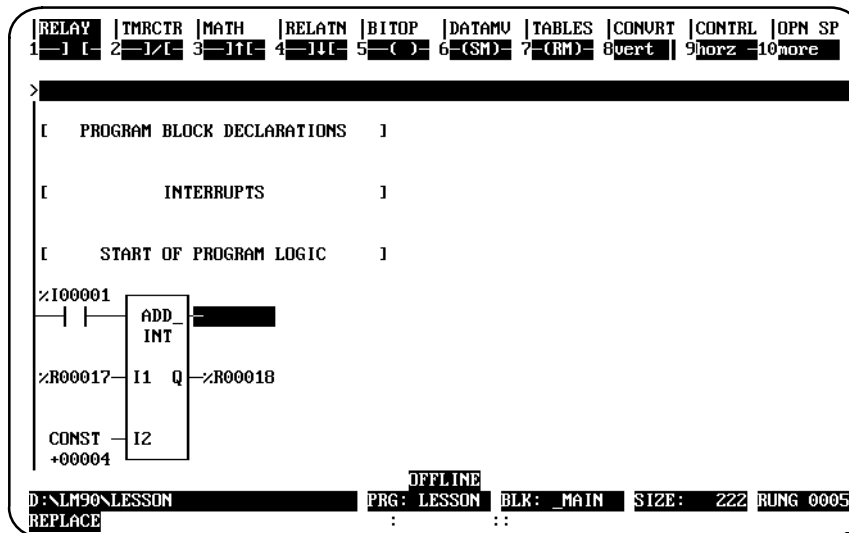 |RELAY |TMRCTR |MATH |RELATN |BITOP |DATAMV |TABLES |CONVRT |CONTRL |OPN SP
1—] [— 2—]/[— 3—]↑[— 4—]↓[— 5—( )— 6—(SM)— 7—(RM)— 8vert | 9horz —10more
>
[ PROGRAM BLOCK DECLARATIONS ]
[ INTERRUPTS ]
[ START OF PROGRAM LOGIC ]
%I00001
ADD_
INT
%R00017 I1 Q %R00018
CONST I2
+00004
OFFLINE
D:\LM90\LESSON PRG: LESSON BLK: _MAIN SIZE: 222 RUNG 0005
REPLACE : ::